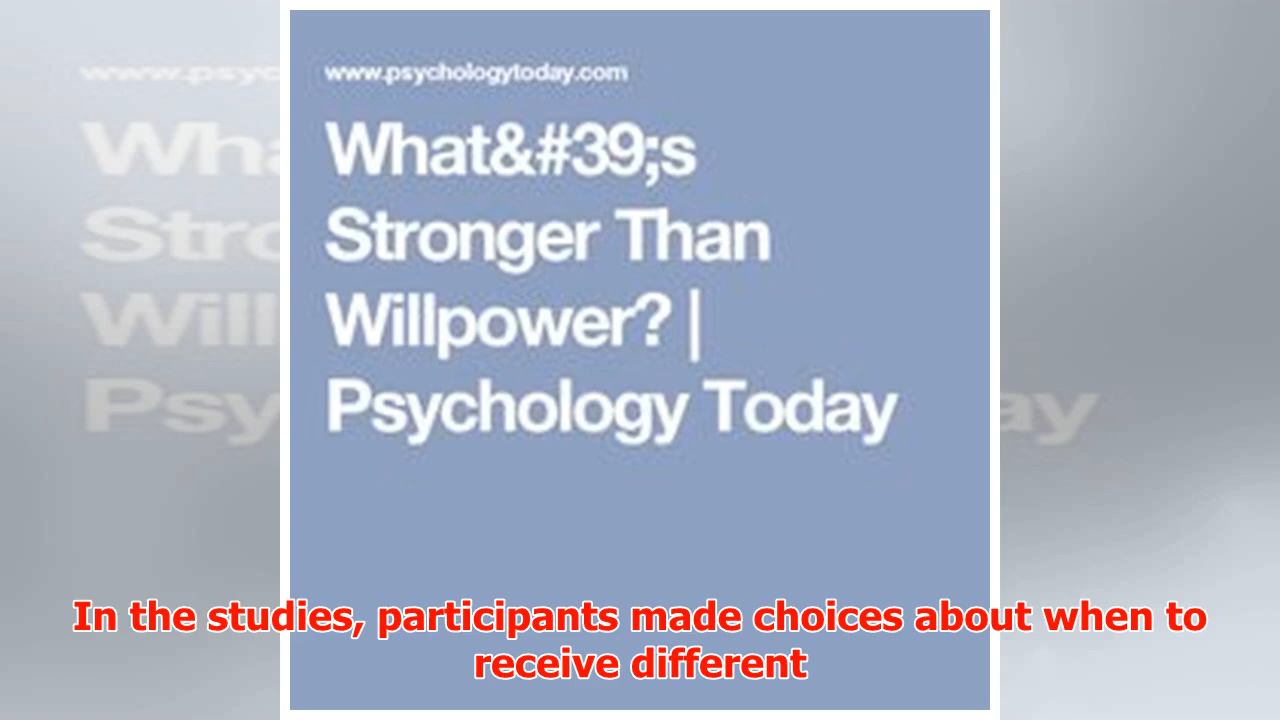 www.psychologytoday.com
What&#39;s
Stronger Than
Willpower? |
Psychology Today
In the studies, participants made choices about when to
receive different